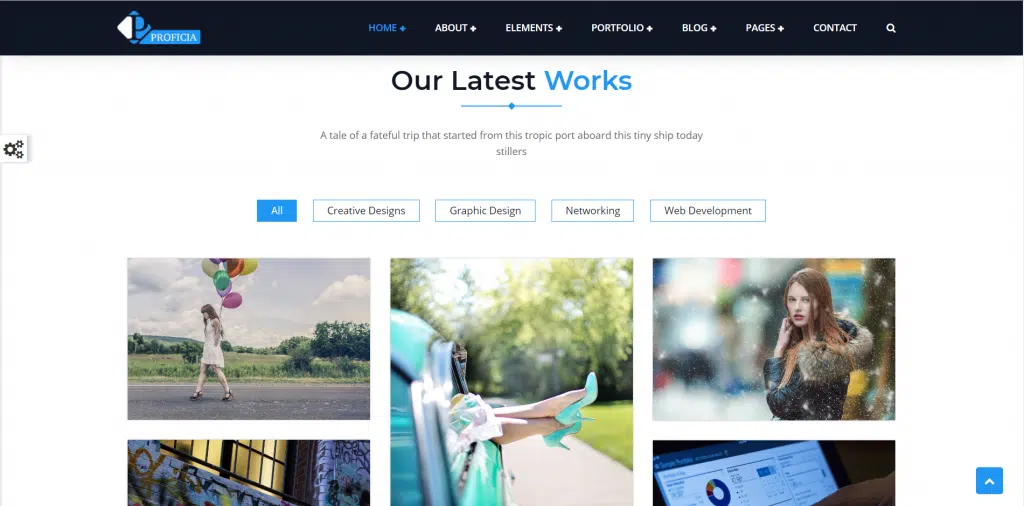 PROFICIA
HOME
ABOUT
ELEMENTS
PORTFOLIO
BLOG
PAGES
CONTACT
Our Latest Works
A tale of a fateful trip that started from this tropic port aboard this tiny ship today
stillers
All
Creative Designs
Graphic Design
Networking
Web Development